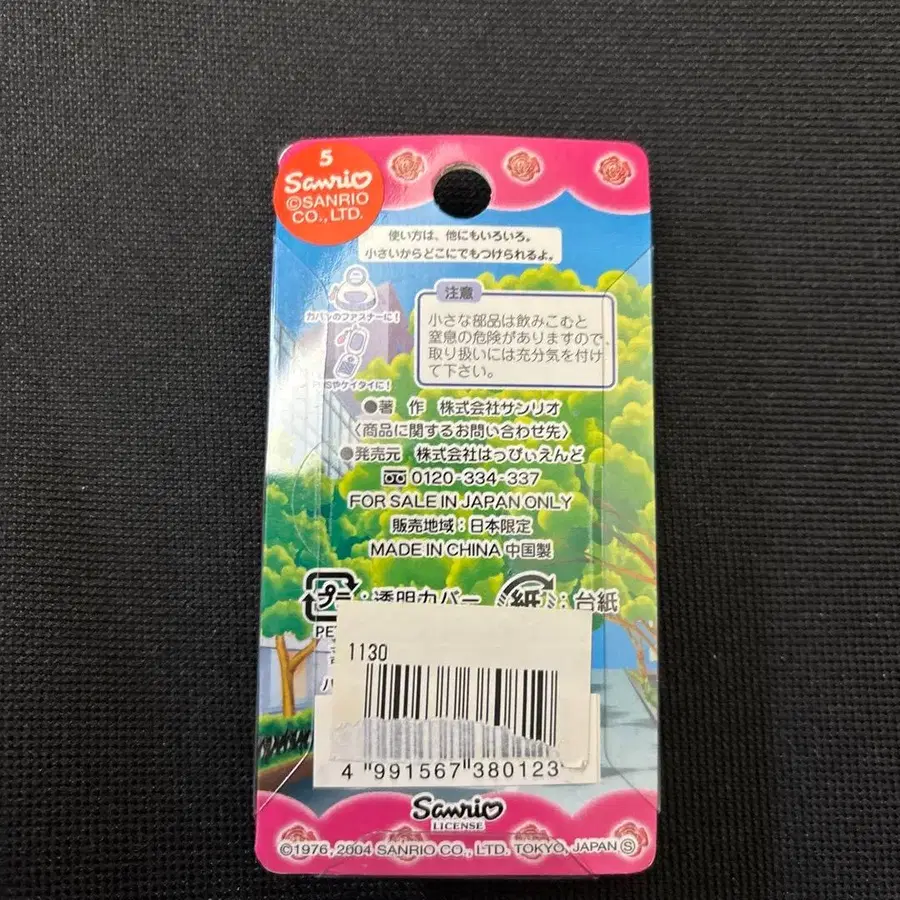 5
Sanrio
©SANRIO
CO.,LTD.
使い方は、他にもいろいろ。
小さいからどこにでもつけられるよ。
カバンのファスナーに!
PHSやケイタイに!
注意
小さな部品は飲みこむと
窒息の危険がありますので、
取り扱いには充分気を付け
て下さい。
●著 作 株式会社サンリオ
〈商品に関するお問い合わせ先〉
●発売元 株式会社はっぴぃえんど
0120-334-337
FOR SALE IN JAPAN ONLY
販売地域:日本限定
MADE IN CHINA 中国製
プラ:透明カバー 紙:台紙
PET
1130
4 991567 380123
Sanrio
LICENSE
©1976, 2004 SANRIO CO., LTD. TOKYO, JAPAN Ⓢ